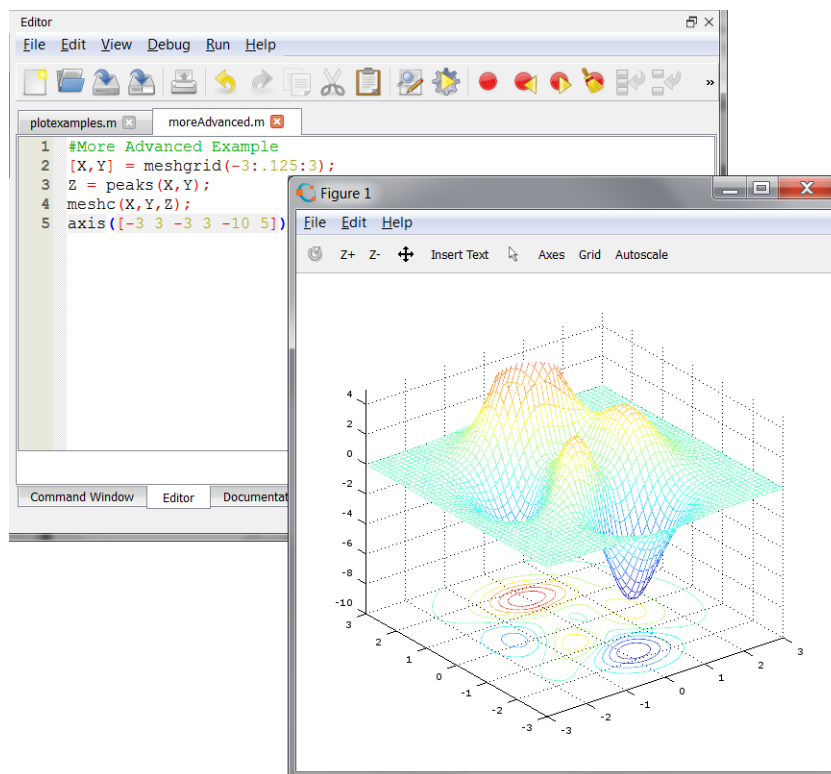 Editor
File Edit View Debug Run Help
»
plotexamples.m
moreAdvanced.m
1 #More Advanced Example
2 [X,Y] = meshgrid(-3:.125:3);
3 Z = peaks(X,Y);
4 meshc(X,Y,Z);
5 axis([-3 3 -3 3 -10 5])
Command Window Editor Documentat
Figure 1
File Edit Help
Z+ Z- Insert Text Axes Grid Autoscale
4
2
0
-2
-4
-6
-8
-10
3
2
1
0
-1
-2
-3
-3
-2
-1
0
1
2
3